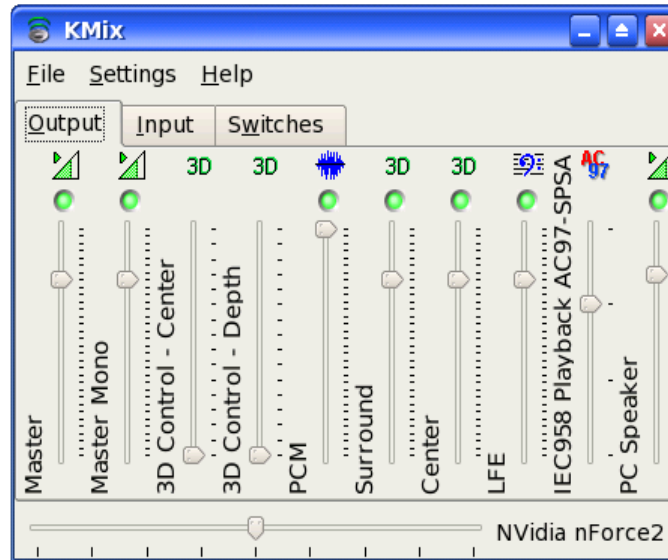 KMix
File Settings Help
Output Input Switches
3D 3D 3D 3D AC 97
Master
Master Mono
3D Control - Center
3D Control - Depth
PCM
Surround
Center
LFE
IEC958 Playback AC97-SPSA
PC Speaker
NVidia nForce2